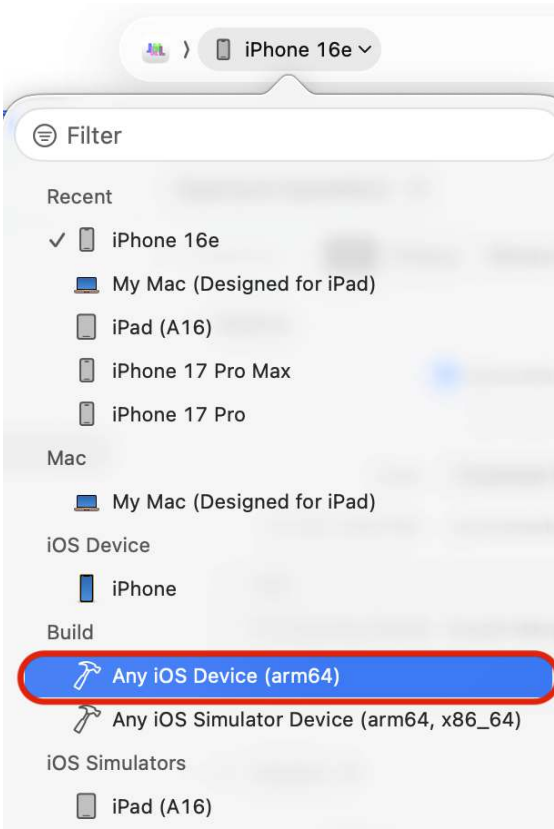 iPhone 16e
Filter
Recent
iPhone 16e
My Mac (Designed for iPad)
iPad (A16)
iPhone 17 Pro Max
iPhone 17 Pro
Mac
My Mac (Designed for iPad)
iOS Device
iPhone
Build
Any iOS Device (arm64)
Any iOS Simulator Device (arm64, x86_64)
iOS Simulators
iPad (A16)